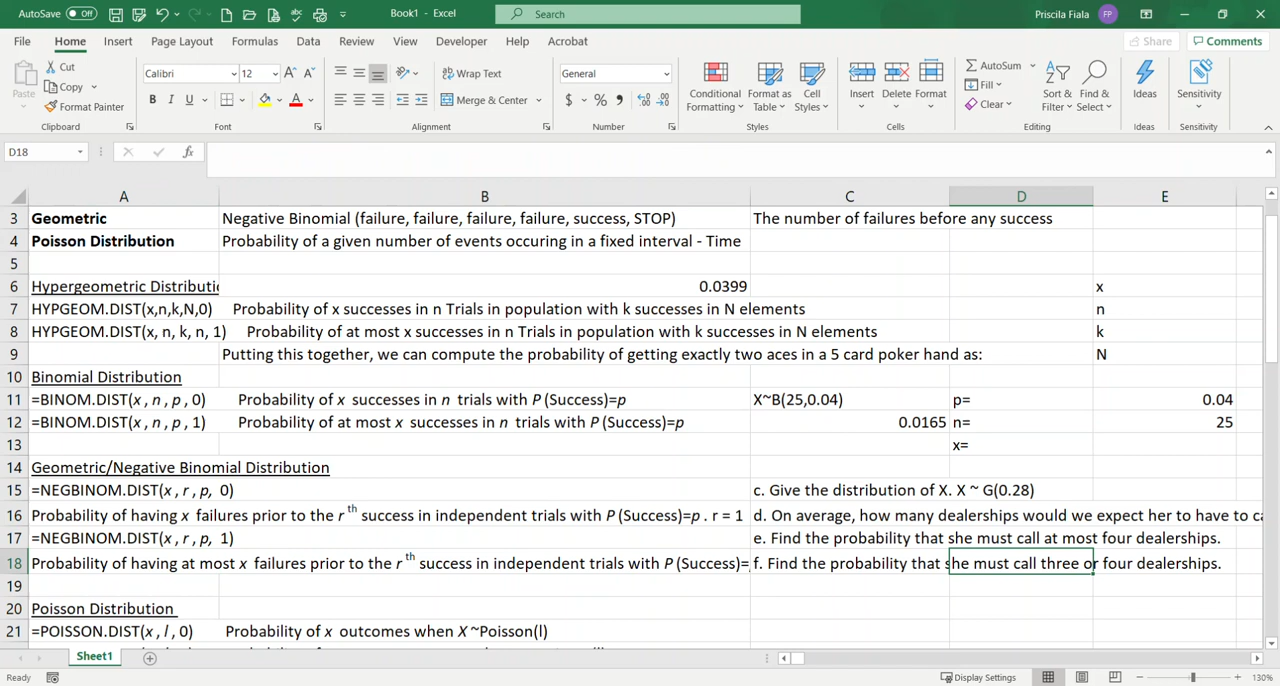 AutoSave Off Book1 - Excel Search Priscila Fiala FP
File Home Insert Page Layout Formulas Data Review View Developer Help Acrobat Share Comments
Paste Cut Copy Format Painter Clipboard
Calibri 12 A A B I U A Font
Wrap Text Merge & Center Alignment
General $ % 9 Number
Conditional Formatting Format as Table Cell Styles Styles
Insert Delete Format Cells
AutoSum Fill Clear Sort & Filter Find & Select Editing
Ideas Ideas
Sensitivity Sensitivity
D18 fx
A B C D E
3 Geometric Negative Binomial (failure, failure, failure, failure, success, STOP) The number of failures before any success
4 Poisson Distribution Probability of a given number of events occuring in a fixed interval - Time
5
6 Hypergeometric Distributi 0.0399 x
7 HYPGEOM.DIST(x,n,k,N,0) Probability of x successes in n Trials in population with k successes in N elements n
8 HYPGEOM.DIST(x, n, k, n, 1) Probability of at most x successes in n Trials in population with k successes in N elements k
9 Putting this together, we can compute the probability of getting exactly two aces in a 5 card poker hand as: N
10 Binomial Distribution
11 =BINOM.DIST(x , n , p , 0) Probability of x successes in n trials with P (Success)=p X~B(25,0.04) p= 0.04
12 =BINOM.DIST(x , n , p , 1) Probability of at most x successes in n trials with P (Success)=p 0.0165 n= 25
13 x=
14 Geometric/Negative Binomial Distribution
15 =NEGBINOM.DIST(x , r , p, 0) c. Give the distribution of X. X ~ G(0.28)
16 Probability of having x failures prior to the r th success in independent trials with P (Success)=p . r = 1 d. On average, how many dealerships would we expect her to have to ca
17 =NEGBINOM.DIST(x , r , p, 1) e. Find the probability that she must call at most four dealerships.
18 Probability of having at most x failures prior to the r th success in independent trials with P (Success)= f. Find the probability that she must call three or four dealerships.
19
20 Poisson Distribution
21 =POISSON.DIST(x , l , 0) Probability of x outcomes when X ~Poisson(l)
Sheet1
Ready Display Settings 130%